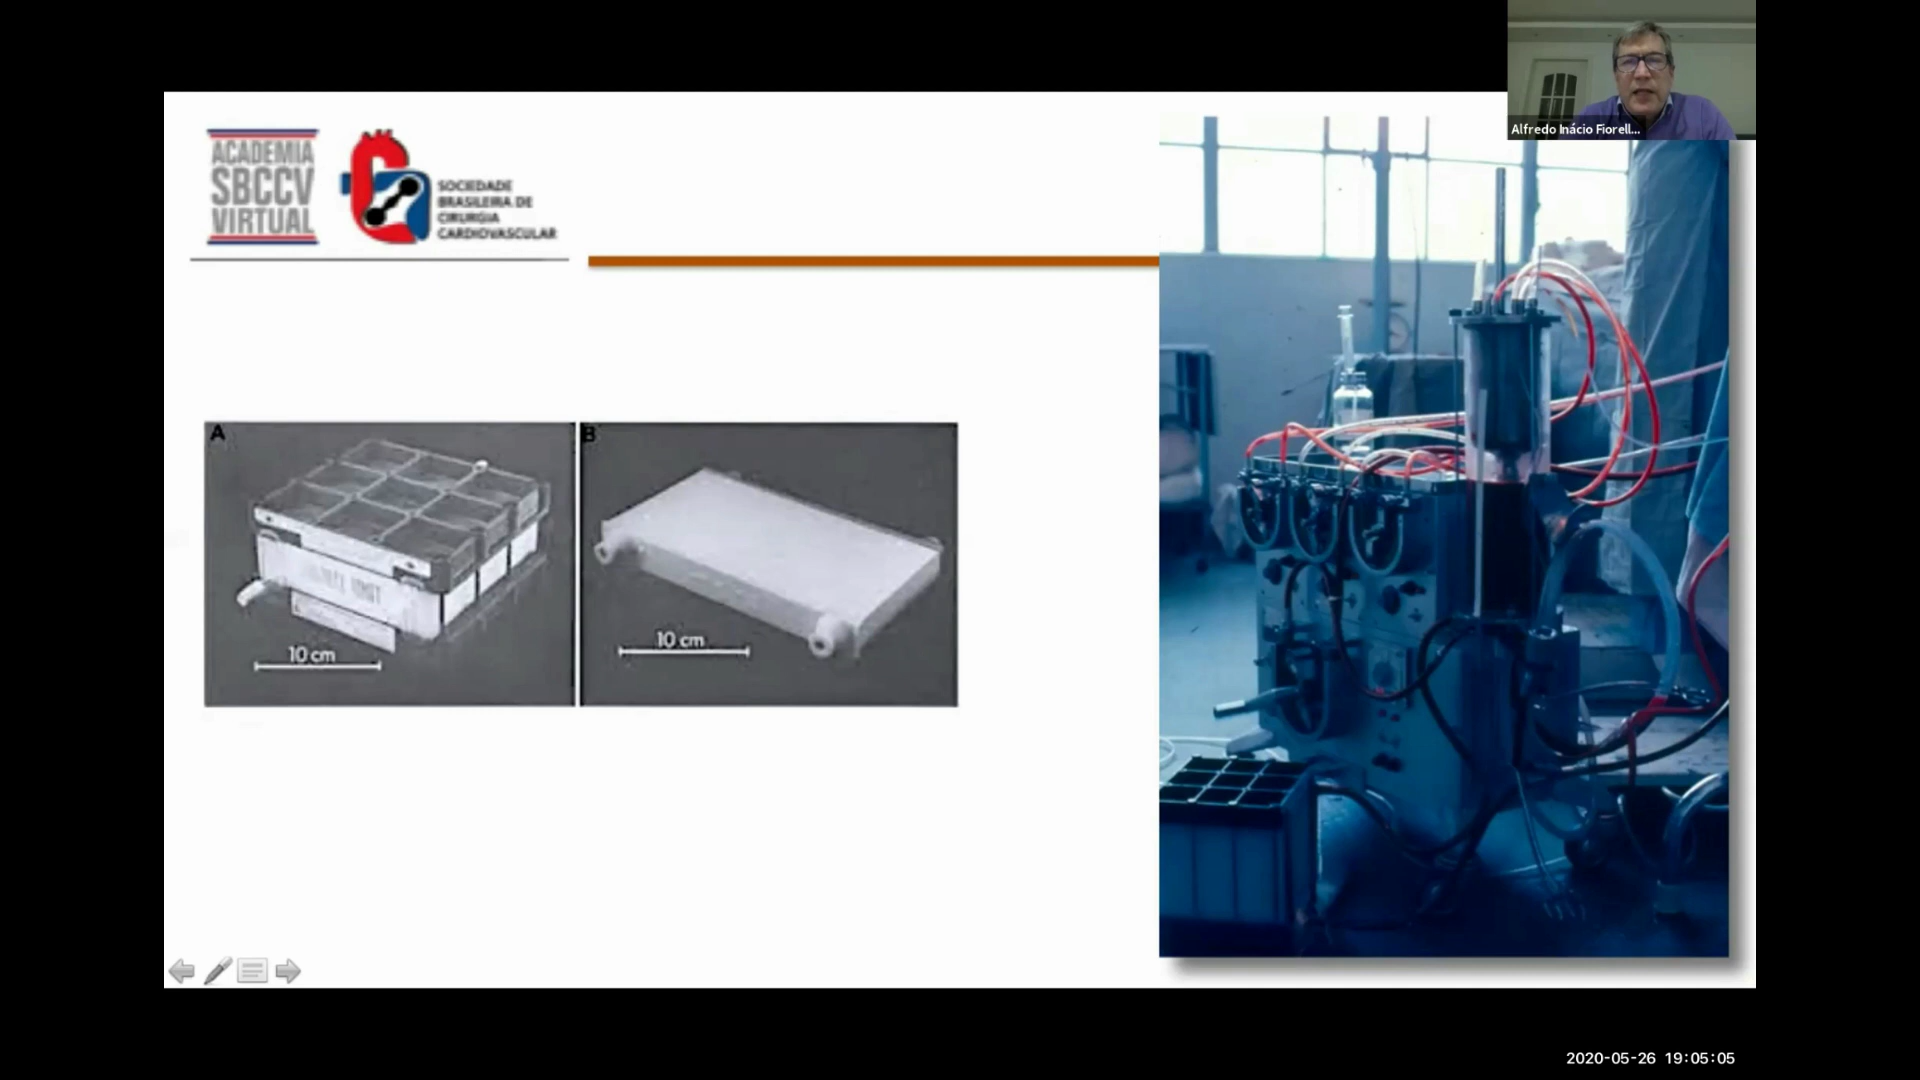 Alfredo Inácio Fiorell...
ACADEMIA
SBCCV
VIRTUAL
SOCIEDADE
BRASILEIRA DE
CIRURGIA
CARDIOVASCULAR
A
B
10 cm
10 cm
2020-05-26 19:05:05